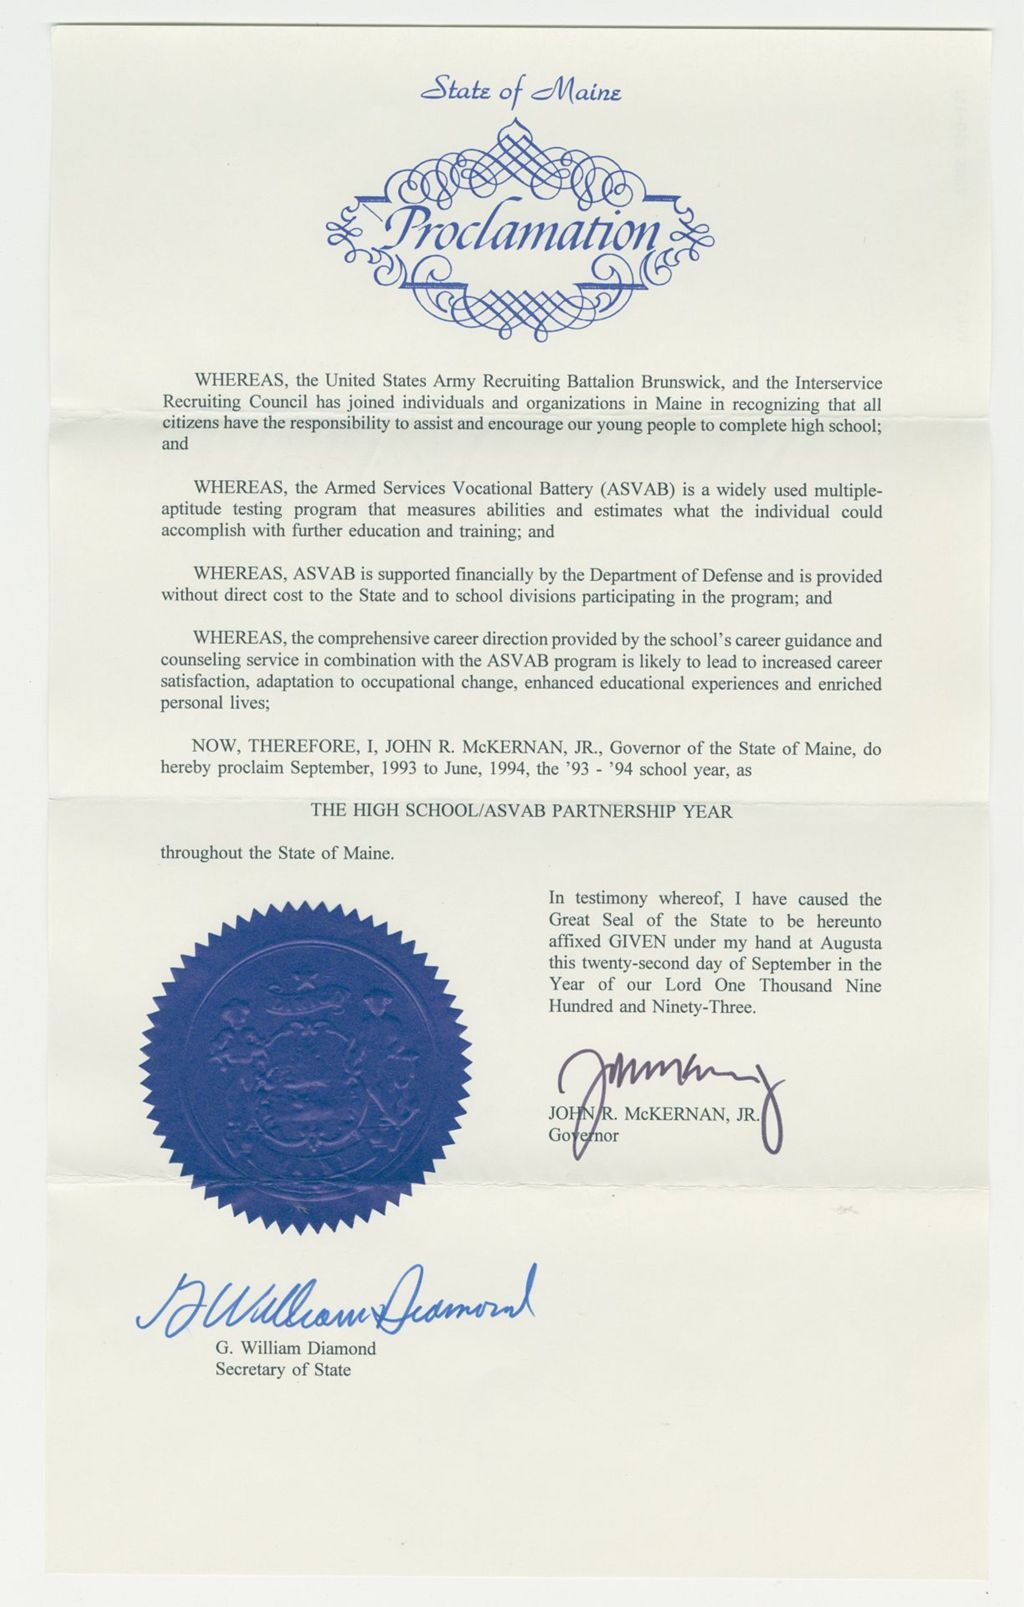 State of Maine
Proclamation
WHEREAS, the United States Army Recruiting Battalion Brunswick, and the Interservice
Recruiting Council has joined individuals and organizations in Maine in recognizing that all
citizens have the responsibility to assist and encourage our young people to complete high school;
and
WHEREAS, the Armed Services Vocational Battery (ASVAB) is a widely used multiple-
aptitude testing program that measures abilities and estimates what the individual could
accomplish with further education and training; and
WHEREAS, ASVAB is supported financially by the Department of Defense and is provided
without direct cost to the State and to school divisions participating in the program; and
WHEREAS, the comprehensive career direction provided by the school's career guidance and
counseling service in combination with the ASVAB program is likely to lead to increased career
satisfaction, adaptation to occupational change, enhanced educational experiences and enriched
personal lives;
NOW, THEREFORE, I, JOHN R. McKERNAN, JR., Governor of the State of Maine, do
hereby proclaim September, 1993 to June, 1994, the '93 - '94 school year, as
THE HIGH SCHOOL/ASVAB PARTNERSHIP YEAR
throughout the State of Maine.
In testimony whereof, I have caused the
Great Seal of the State to be hereunto
affixed GIVEN under my hand at Augusta
this twenty-second day of September in the
Year of our Lord One Thousand Nine
Hundred and Ninety-Three.
JOHN R. McKERNAN, JR.
Governor
G William Diamond
G. William Diamond
Secretary of State